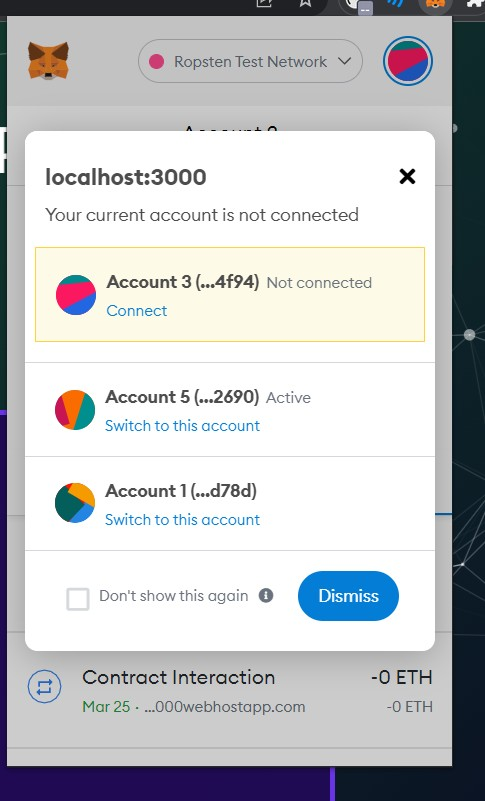 Ropsten Test Network
localhost:3000
Your current account is not connected
Account 3 (...4f94) Not connected
Connect
Account 5 (...2690) Active
Switch to this account
Account 1 (...d78d)
Switch to this account
Don't show this again
Dismiss
Contract Interaction -0 ETH
Mar 25 · ...000webhostapp.com -0 ETH